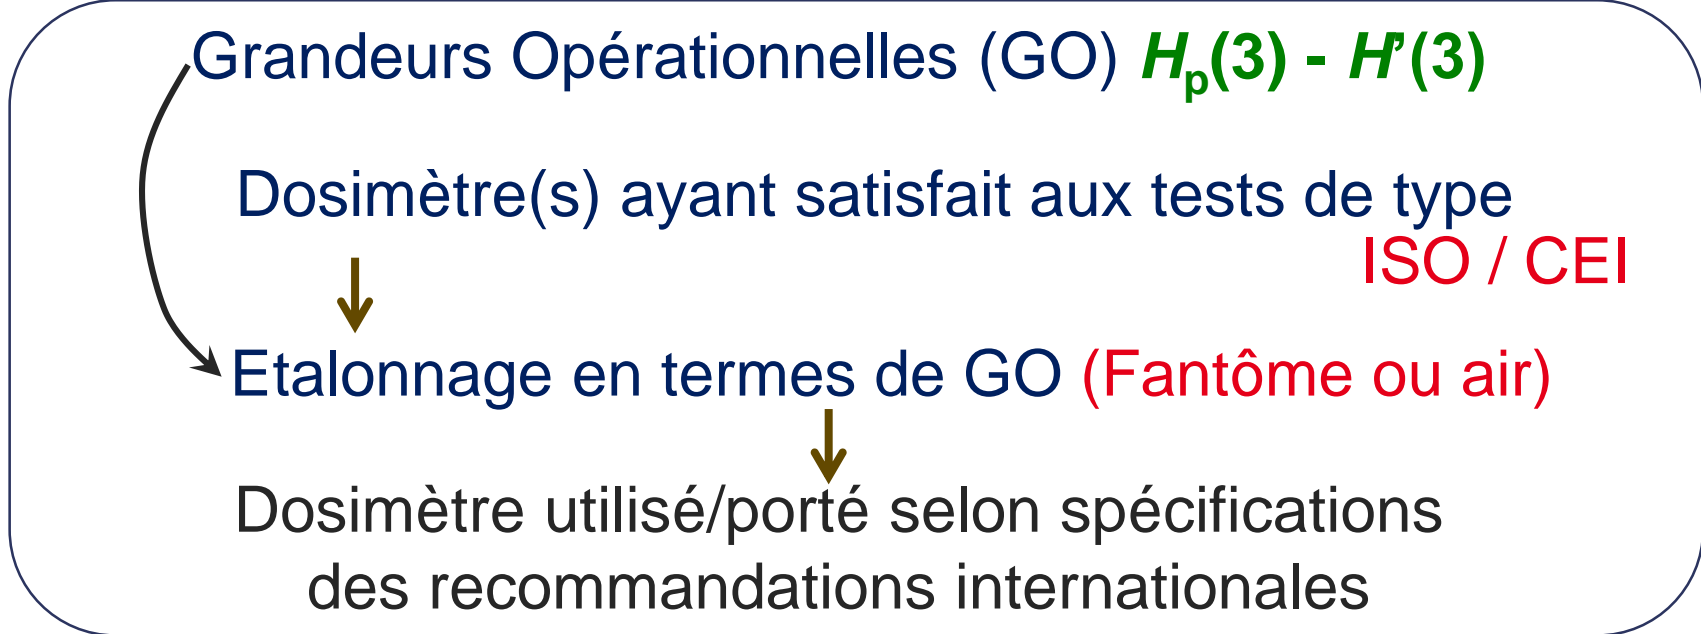 Grandeurs Opérationnelles (GO) Hp(3) - H’(3)
Dosimètre(s) ayant satisfait aux tests de type
ISO / CEI
Etalonnage en termes de GO (Fantôme ou air)
Dosimètre utilisé/porté selon spécifications
des recommandations internationales